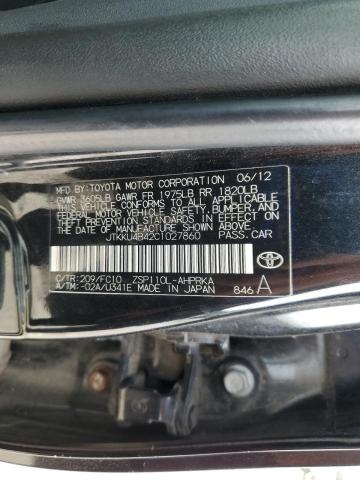 MFD.BY:TOYOTA MOTOR CORPORATION 06/12
GVWR 3605LB GAWR FR 1975LB RR 1820LB
THIS VEHICLE CONFORMS TO ALL APPLICABLE
FEDERAL MOTOR VEHICLE SAFETY, BUMPER, AND
THEFT PREVENTION STANDARDS IN EFFECT ON
THE DATE OF MANUFACTURE SHOWN ABOVE.
JTKKU4B42C1027860 PASS.CAR
C/TR:209/FC10 ZSP110L-AHPRKA
A/TM:-02A/U341E MADE IN JAPAN 846 A